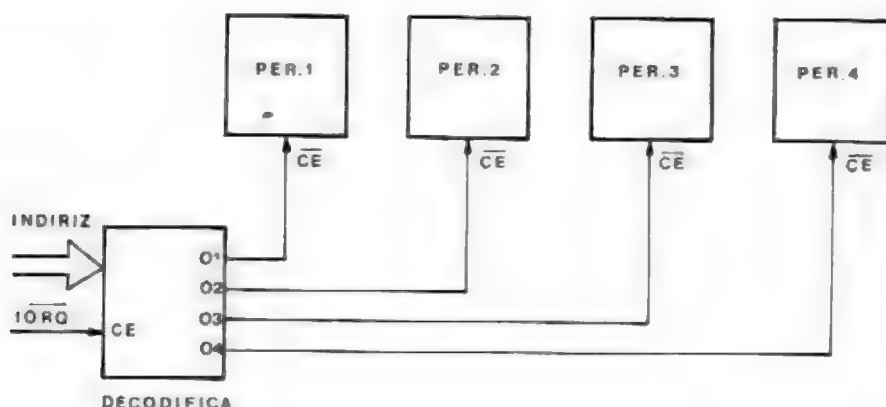 PER.1
PER.2
PER.3
PER.4
CE
CE
CE
CE
INDIRIZ
IORQ
CE
O1
O2
O3
O4
DECODIFICA